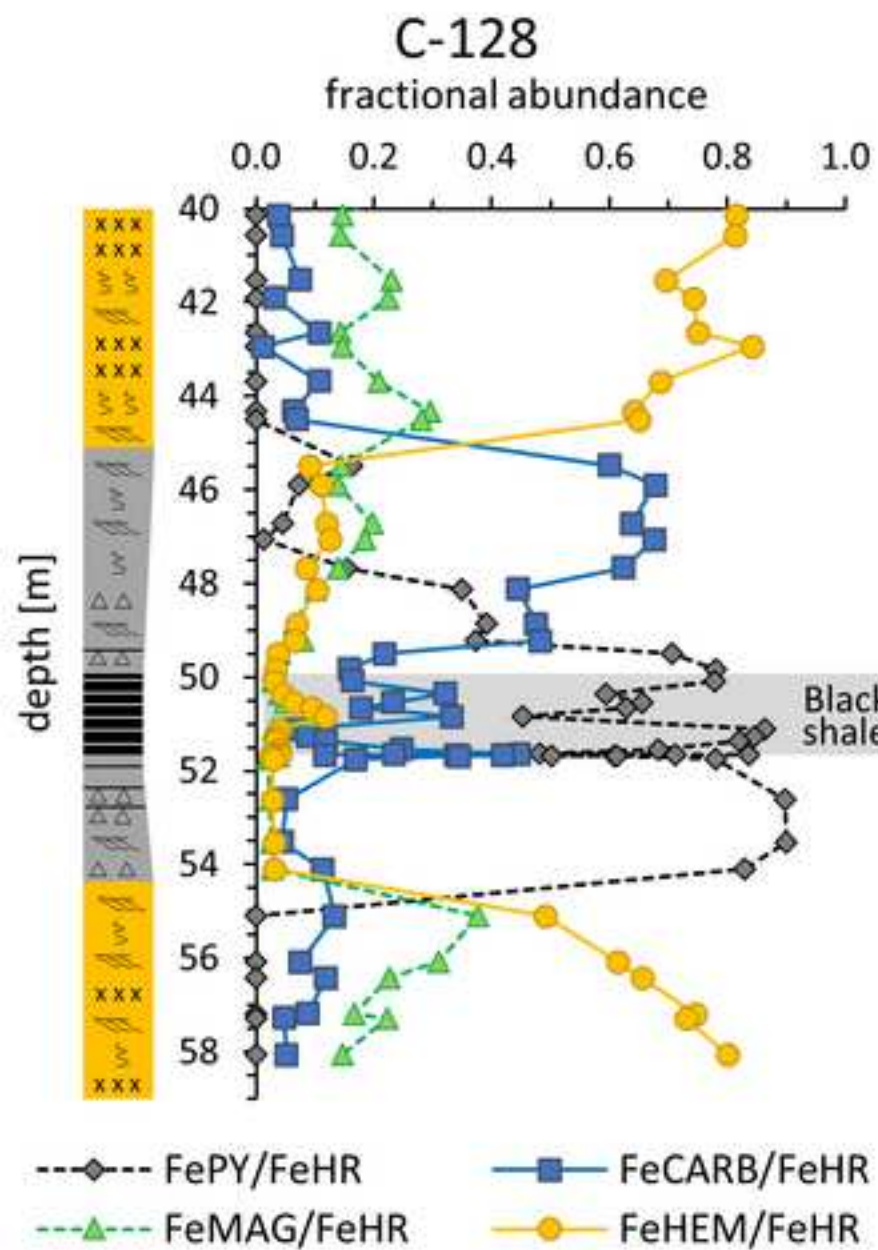 C-128
fractional abundance
0.0 0.2 0.4 0.6 0.8 1.0
40
42
44
46
48
50
52
54
56
58
depth [m]
Black
shale
x x x
x x x
x x x
x x x
x x x
x x x
FePY/FeHR FeCARB/FeHR
FeMAG/FeHR FeHEM/FeHR